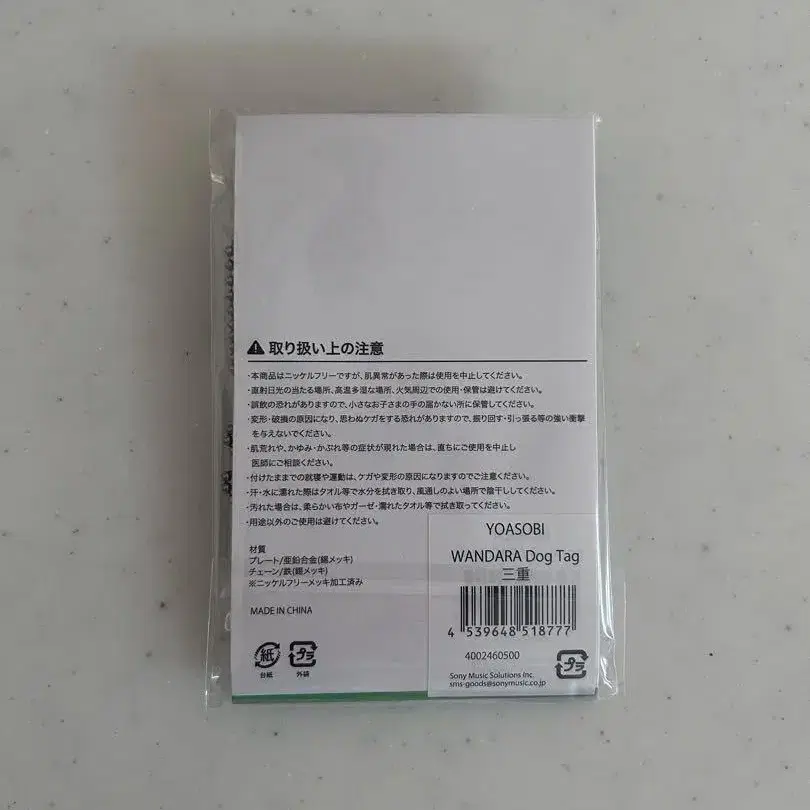 取り扱い上の注意
・本商品はニッケルフリーですが、肌異常があった際は使用を中止してください。
・直射日光の当たる場所、高温多湿な場所、火気周辺での使用・保管は避けてください。
・誤飲の恐れがありますので、小さなお子さまの手の届かない所に保管してください。
・変形・破損の原因になり、思わぬケガをする恐れがありますので、振り回す・引っ張る等の強い衝撃
を与えないでください。
・肌荒れや、かゆみ・かぶれ等の症状が現れた場合は、直ちにご使用を中止し
医師にご相談ください。
・付けたままでの就寝や運動は、ケガや変形の原因になりますのでご注意ください。
・汗・水に濡れた際はタオル等で水分を拭き取り、風通しのよい場所で陰干ししてください。
・汚れた場合は、柔らかい布やガーゼ・濡れたタオル等で拭き取ってください。
・用途以外のご使用は避けてください。
材質
プレート/亜鉛合金(錫メッキ)
チェーン/鉄(錫メッキ)
※ニッケルフリーメッキ加工済み
MADE IN CHINA
紙
台紙
プラ
外袋
YOASOBI
WANDARA Dog Tag
三重
4 539648 518777
4002460500
Sony Music Solutions Inc.
sms-goods@sonymusic.co.jp
プラ